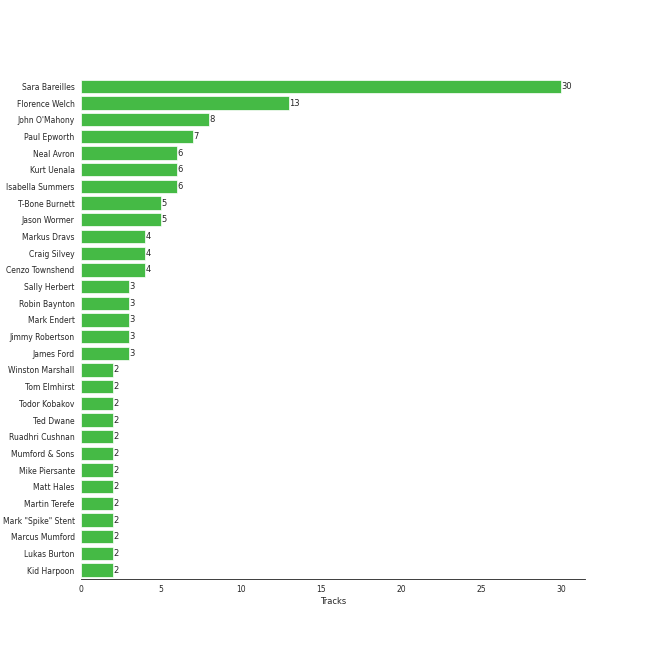 Sara Bareilles 30
Florence Welch 13
John O'Mahony 8
Paul Epworth 7
Neal Avron 6
Kurt Uenala 6
Isabella Summers 6
T-Bone Burnett 5
Jason Wormer 5
Markus Dravs 4
Craig Silvey 4
Cenzo Townshend 4
Sally Herbert 3
Robin Baynton 3
Mark Endert 3
Jimmy Robertson 3
James Ford 3
Winston Marshall 2
Tom Elmhirst 2
Todor Kobakov 2
Ted Dwane 2
Ruadhri Cushnan 2
Mumford & Sons 2
Mike Piersante 2
Matt Hales 2
Martin Terefe 2
Mark "Spike" Stent 2
Marcus Mumford 2
Lukas Burton 2
Kid Harpoon 2
0 5 10 15 20 25 30
Tracks